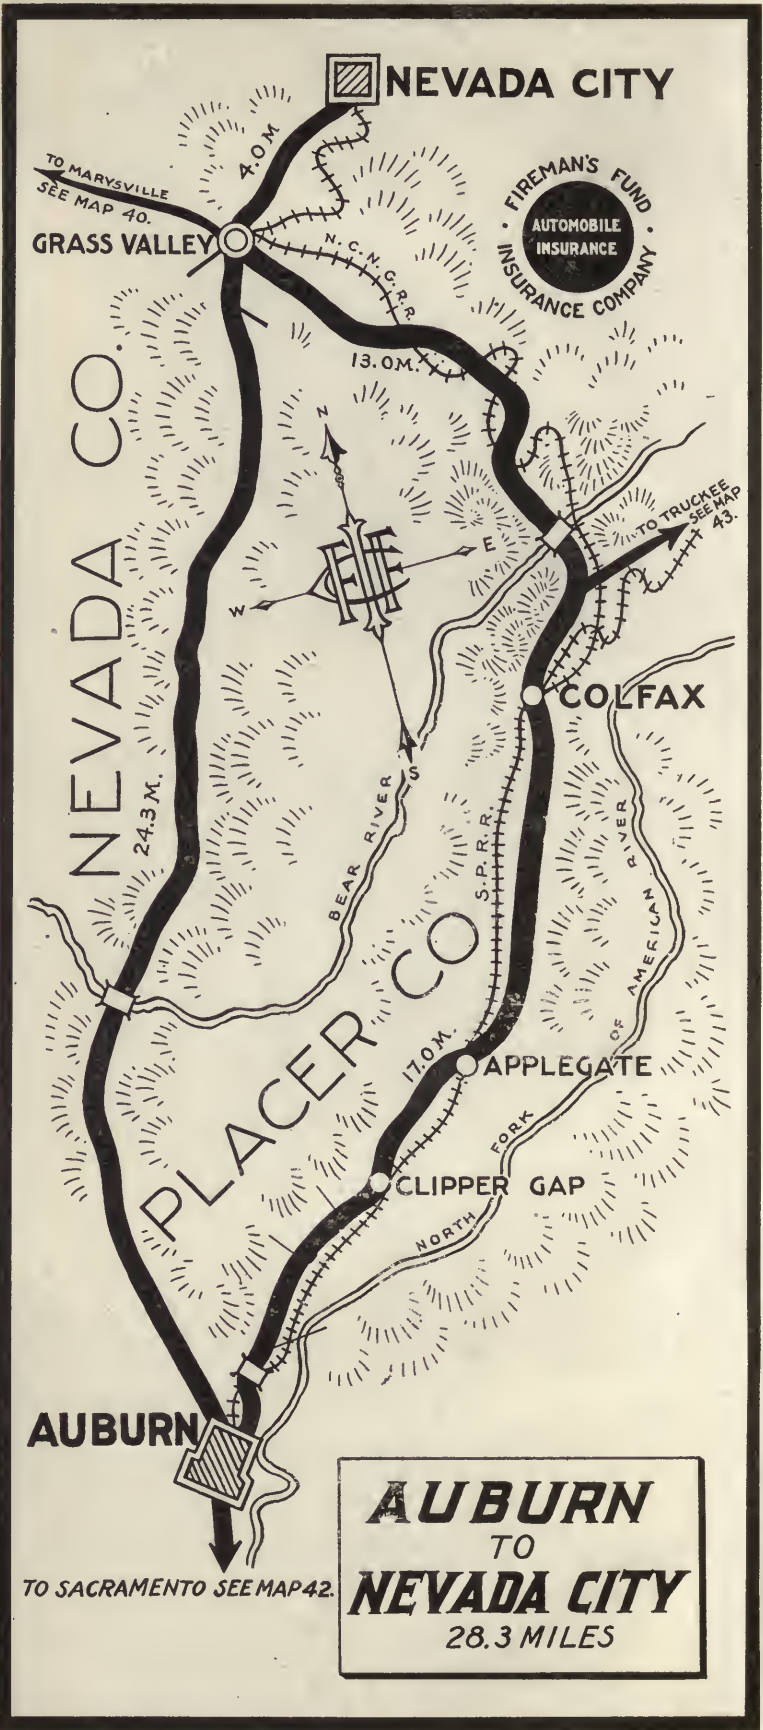 NEVADA CITY
4.0 M
TO MARYSVILLE
SEE MAP 40.
FIREMAN'S FUND
AUTOMOBILE
INSURANCE
INSURANCE COMPANY
GRASS VALLEY
N. C. N. G. R. R.
13.0 M.
NEVADA CO.
N
E
W
S
TO TRUCKEE
SEE MAP
43.
COLFAX
24.3 M.
BEAR RIVER
S. P. R. R.
PLACER CO
17.0 M.
APPLEGATE
NORTH FORK OF AMERICAN RIVER
CLIPPER GAP
AUBURN
TO SACRAMENTO SEE MAP 42.
AUBURN
TO
NEVADA CITY
28.3 MILES